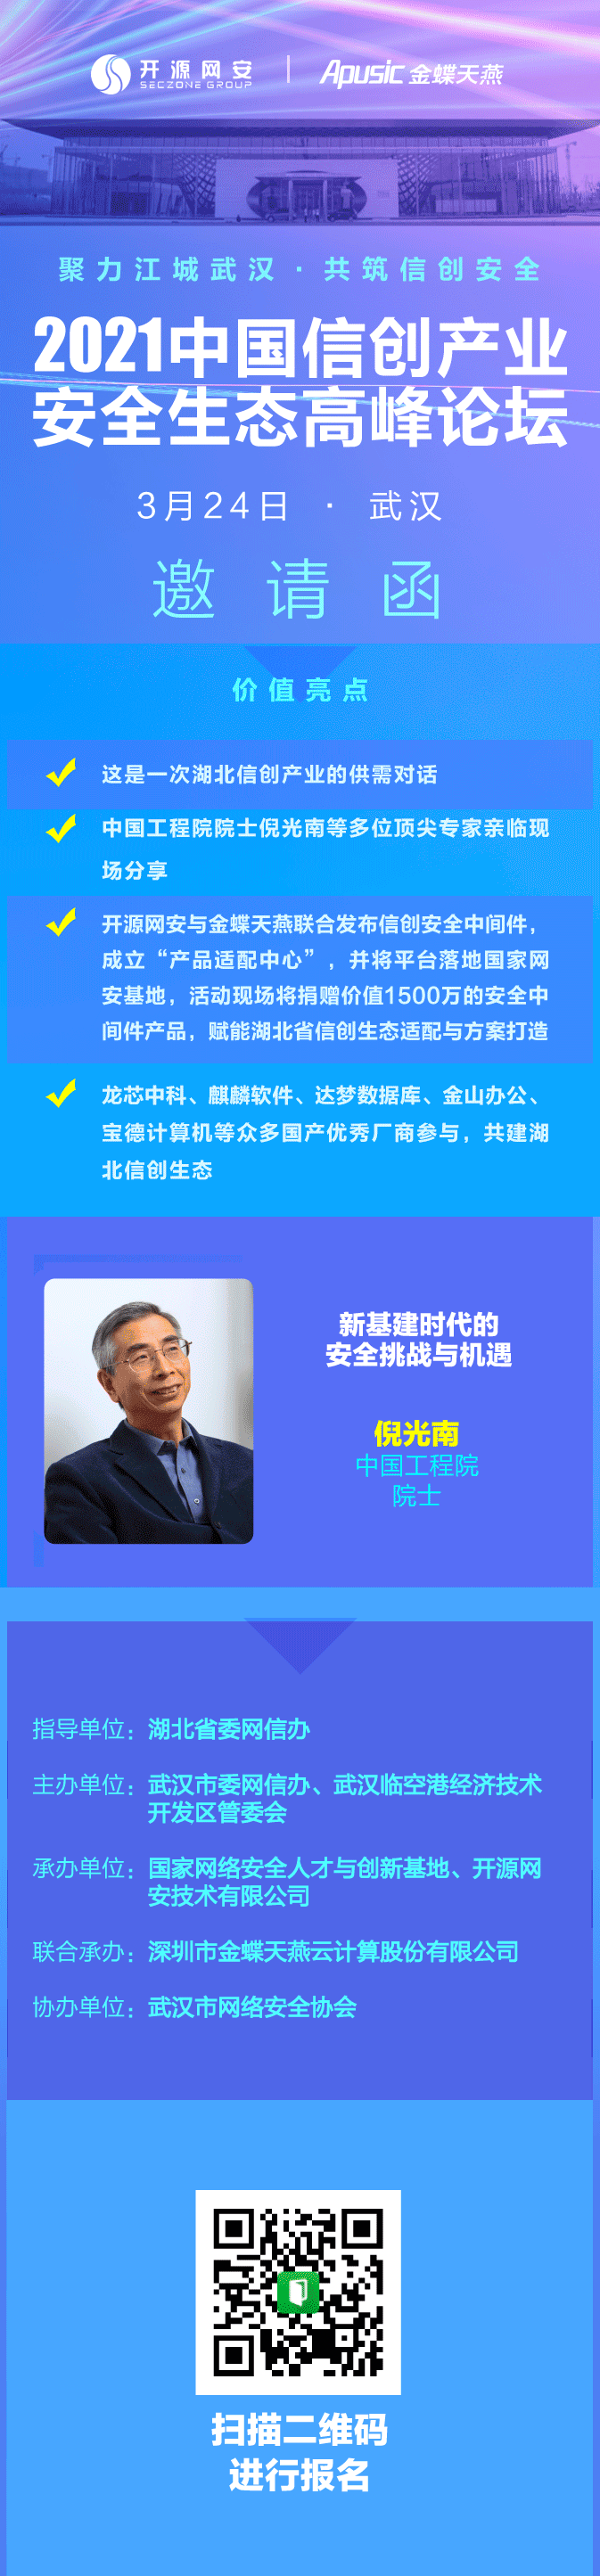 开源网安
SECZONE GROUP
Apusic 金蝶天燕
聚力江城武汉·共筑信创安全
2021中国信创产业
安全生态高峰论坛
3月24日 · 武汉
邀请函
价值亮点
这是一次湖北信创产业的供需对话
中国工程院院士倪光南等多位顶尖专家亲临现
场分享
开源网安与金蝶天燕联合发布信创安全中间件，
成立“产品适配中心”，并将平台落地国家网
安基地，活动现场将捐赠价值1500万的安全中
间件产品，赋能湖北省信创生态适配与方案打造
龙芯中科、麒麟软件、达梦数据库、金山办公、
宝德计算机等众多国产优秀厂商参与，共建湖
北信创生态
新基建时代的
安全挑战与机遇
倪光南
中国工程院
院士
指导单位：湖北省委网信办
主办单位：武汉市委网信办、武汉临空港经济技术
开发区管委会
承办单位：国家网络安全人才与创新基地、开源网
安技术有限公司
联合承办：深圳市金蝶天燕云计算股份有限公司
协办单位：武汉市网络安全协会
扫描二维码
进行报名